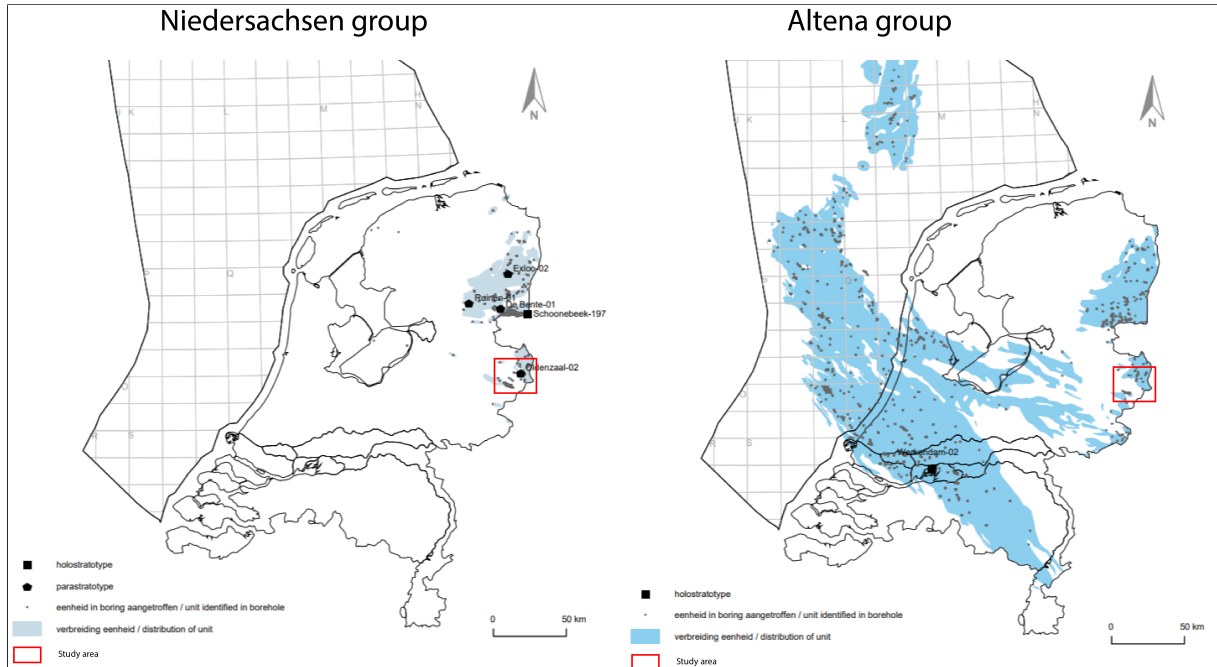 Niedersachsen group
N
J K
L
M
H
N
P
Q
O
R S
Exloo-02
Ruinen-01
De Bente-01
Schoonebeek-197
Oldenzaal-02
holostratotype
parastratotype
eenheid in boring aangetroffen / unit identified in borehole
verbreiding eenheid / distribution of unit
Study area
0 50 km
Altena group
N
J K
L
M
H
N
P
Q
O
R S
Werkendam-02
holostratotype
eenheid in boring aangetroffen / unit identified in borehole
verbreiding eenheid / distribution of unit
Study area
0 50 km